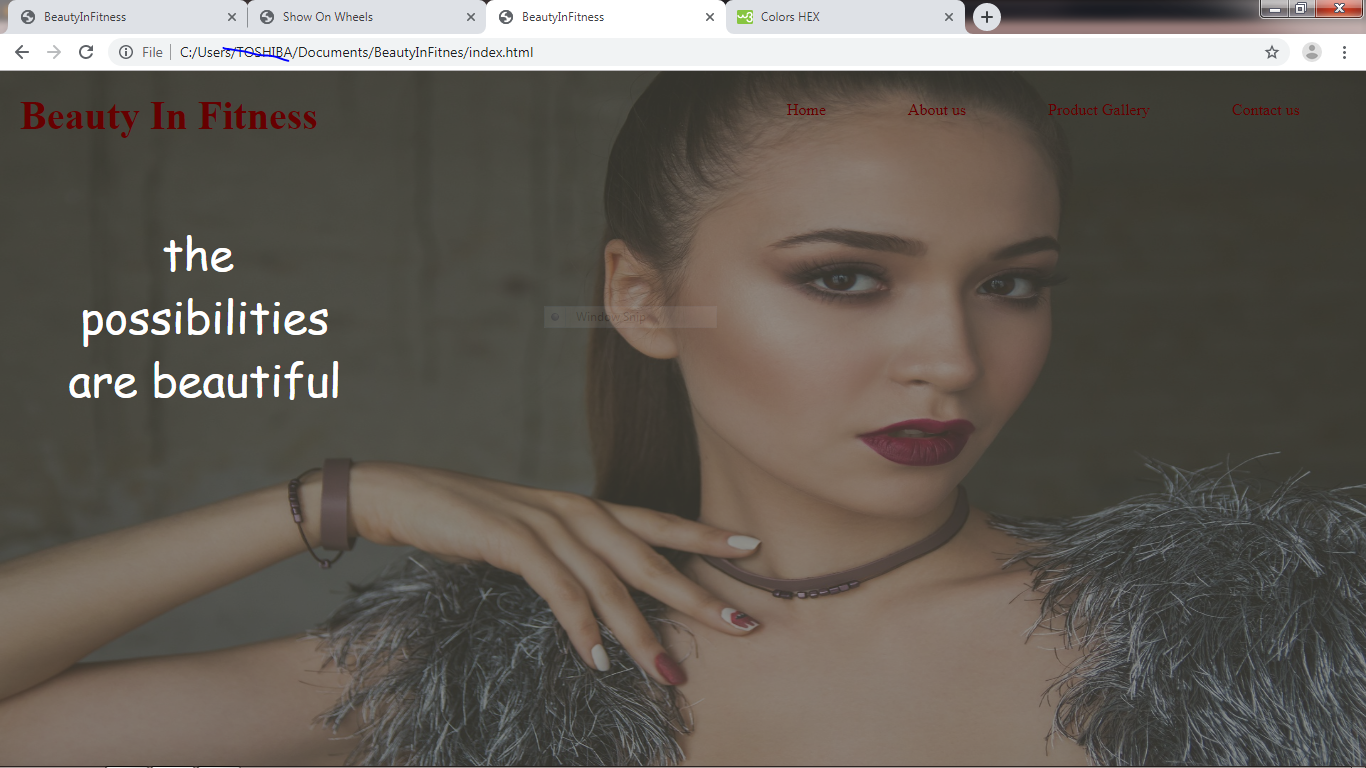 BeautyInFitness
Show On Wheels
BeautyInFitness
Colors HEX
File
C:/Users/TOSHIBA/Documents/BeautyInFitnes/index.html
Beauty In Fitness
Home
About us
Product Gallery
Contact us
the
possibilities
are beautiful
Window Snip